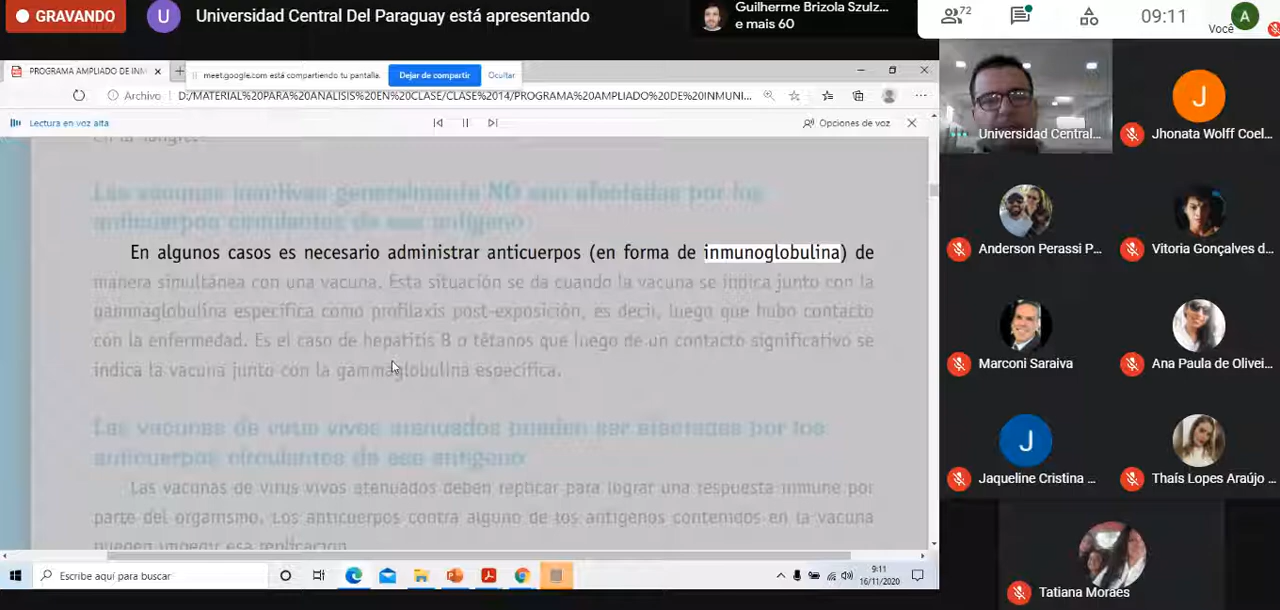 GRAVANDO
U
Universidad Central Del Paraguay está apresentando
Guilherme Brizola Szulz...
e mais 60
72
09:11
Você
A
PROGRAMA AMPLIADO DE INM
meet.google.com está compartiendo tu pantalla.
Dejar de compartir
Ocultar
Archivo
D:/MATERIAL%20PARA%20ANALISIS%20EN%20CLASE/CLASE%2014/PROGRAMA%20AMPLIADO%20DE%20INMUNI...
Lectura en voz alta
Opciones de voz
Las vacunas inactivas generalmente NO son afectadas por los
anticuerpos circulantes de ese antígeno
En algunos casos es necesario administrar anticuerpos (en forma de inmunoglobulina) de
manera simultánea con una vacuna. Esta situación se da cuando la vacuna se indica junto con la
gammaglobulina específica como profilaxis post-exposición, es decir, luego que hubo contacto
con la enfermedad. Es el caso de hepatitis B o tétanos que luego de un contacto significativo se
indica la vacuna junto con la gammaglobulina específica.
Las vacunas de virus vivos atenuados pueden ser afectadas por los
anticuerpos circulantes de ese antígeno
Las vacunas de virus vivos atenuados deben replicar para lograr una respuesta inmune por
parte del organismo. Los anticuerpos contra alguno de los antígenos contenidos en la vacuna
pueden impedir esa replicación
Escribe aquí para buscar
9:11
16/11/2020
Universidad Central...
J
Jhonata Wolff Coel...
Anderson Perassi P...
Vitoria Gonçalves d...
Marconi Saraiva
Ana Paula de Olivei...
J
Jaqueline Cristina ...
Thaís Lopes Araújo ...
Tatiana Moraes